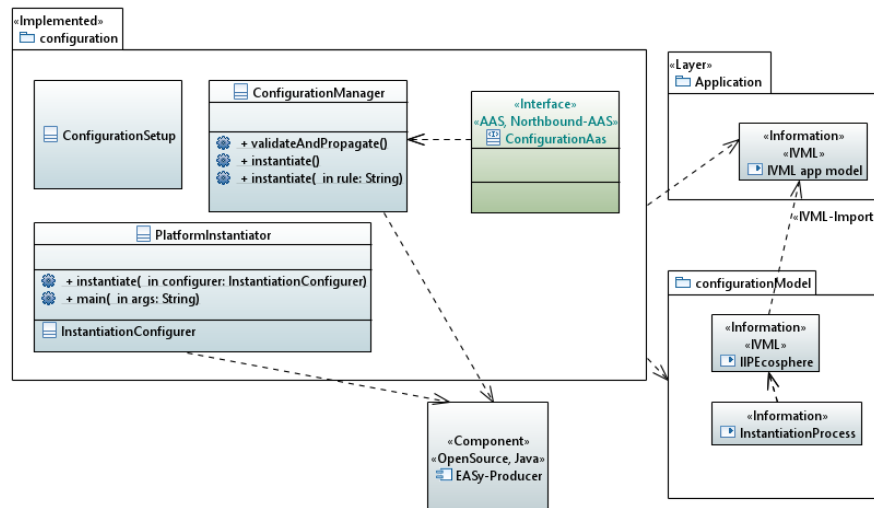 «Implemented»
configuration
ConfigurationSetup
ConfigurationManager
+ validateAndPropagate()
+ instantiate()
+ instantiate( in rule: String)
«Interface»
«AAS, Northbound-AAS»
ConfigurationAas
PlatformInstantiator
+ instantiate( in configurer: InstantiationConfigurer)
+ main( in args: String)
InstantiationConfigurer
«Component»
«OpenSource, Java»
EASy-Producer
«Layer»
Application
«Information»
«IVML»
IVML app model
«IVML-Import
configurationModel
«Information»
«IVML»
IIPEcosphere
«Information»
InstantiationProcess